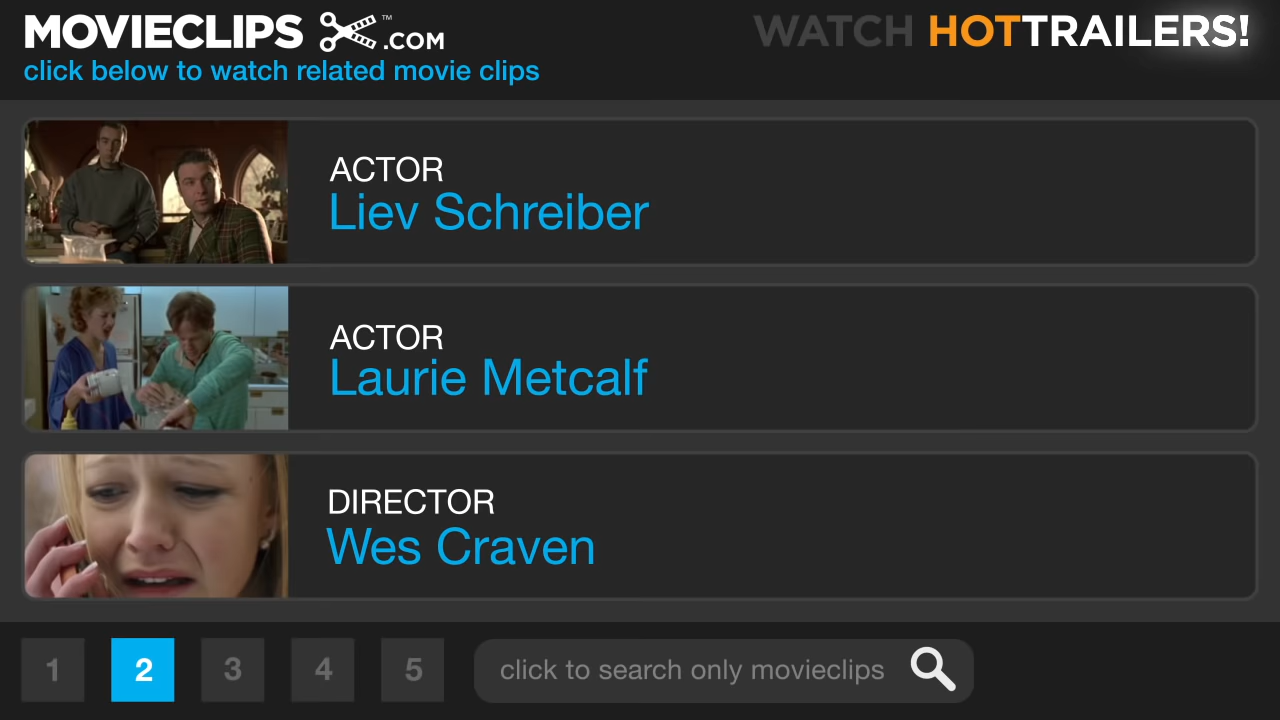 MOVIECLIPS ™.COM
WATCH HOTTRAILERS!
click below to watch related movie clips
ACTOR
Liev Schreiber
ACTOR
Laurie Metcalf
DIRECTOR
Wes Craven
1 2 3 4 5 click to search only movieclips